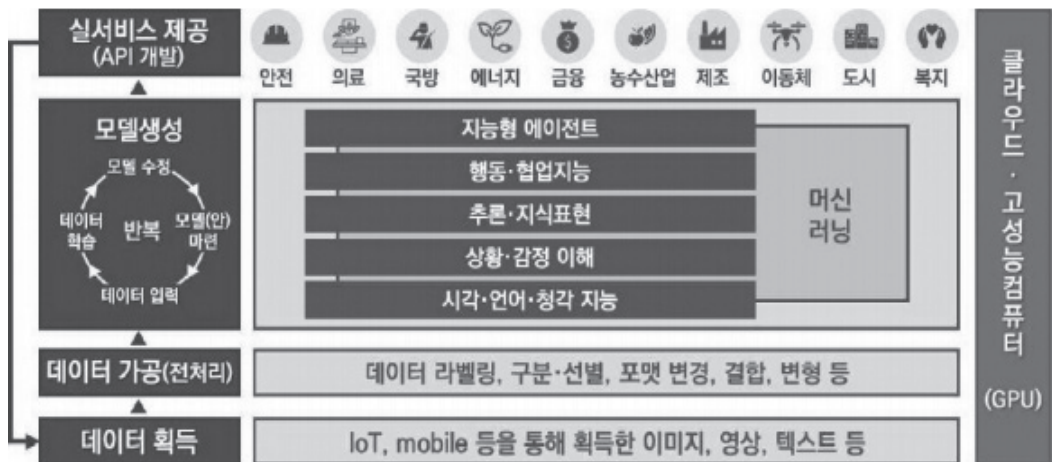 실서비스 제공
(API 개발)
안전 의료 국방 에너지 금융 농수산업 제조 이동체 도시 복지
모델생성
모델 수정
모델(안)
마련
데이터 입력
데이터
학습
반복
지능형 에이전트
행동·협업지능
추론·지식표현
상황·감정 이해
시각·언어·청각 지능
머신
러닝
데이터 가공(전처리)
데이터 라벨링, 구분·선별, 포맷 변경, 결합, 변형 등
데이터 획득
IoT, mobile 등을 통해 획득한 이미지, 영상, 텍스트 등
클라우드·고성능컴퓨터
(GPU)